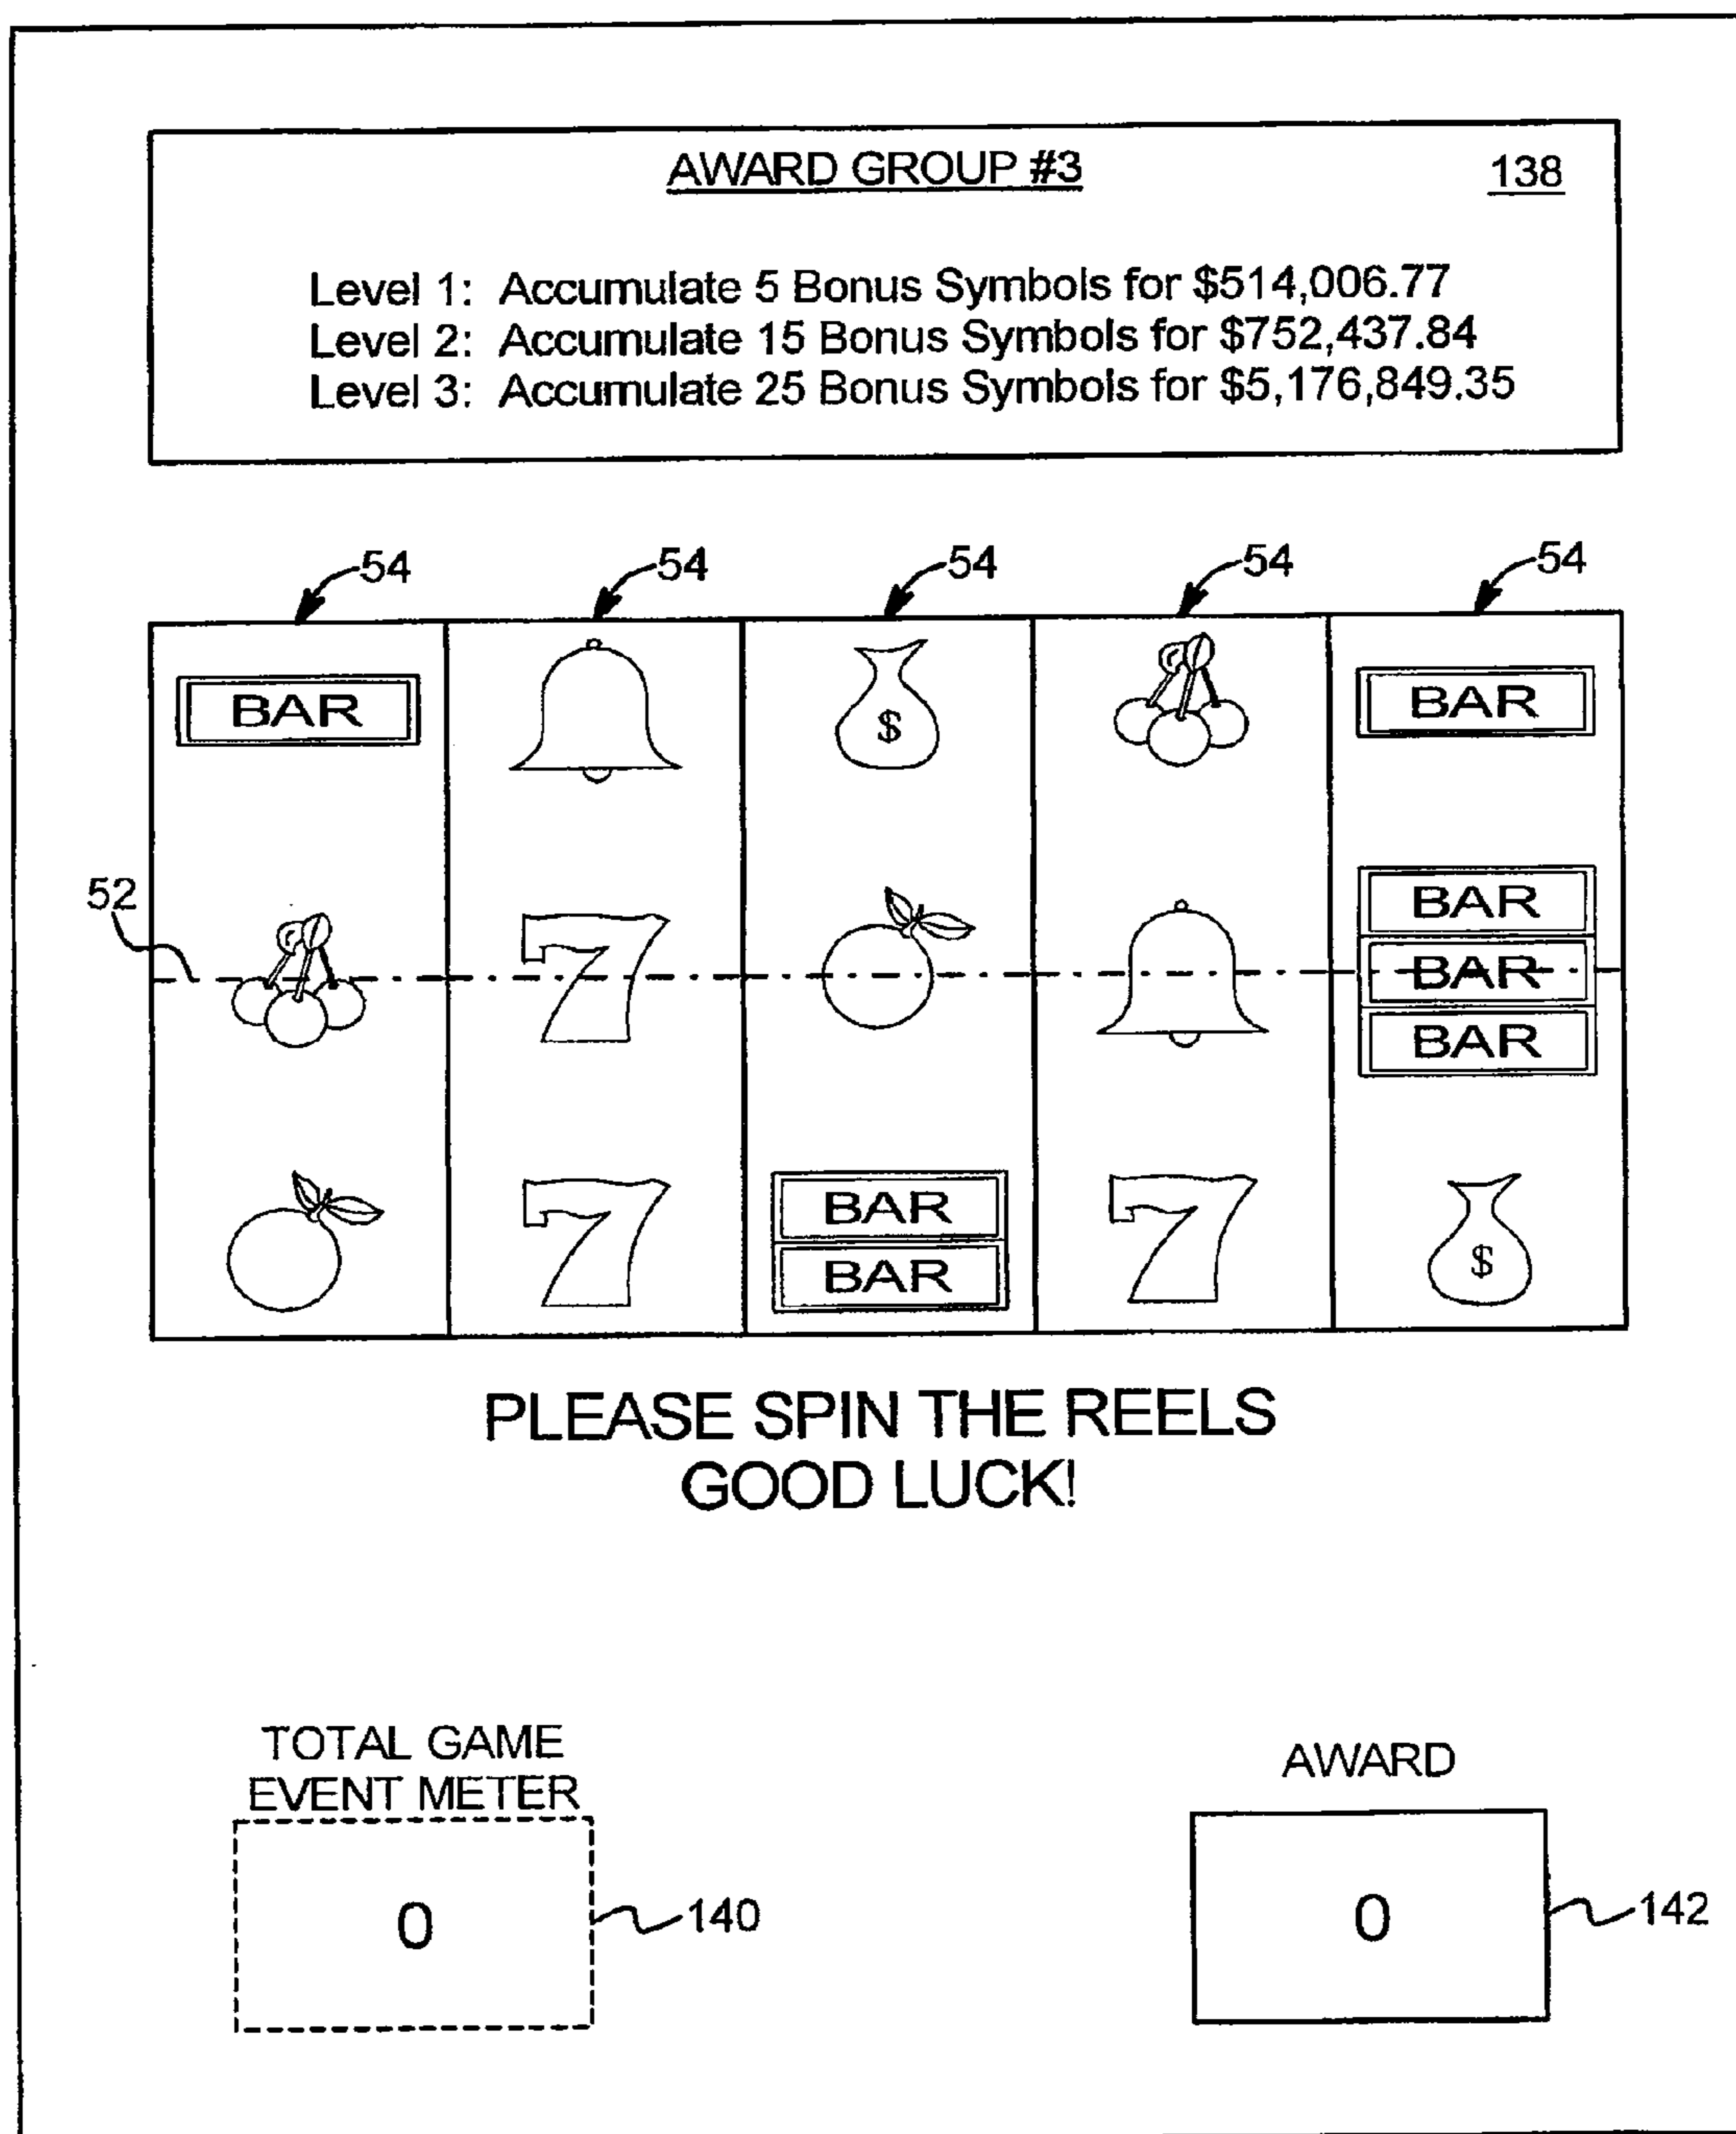 AWARD GROUP #3
138
Level 1: Accumulate 5 Bonus Symbols for $514,006.77
Level 2: Accumulate 15 Bonus Symbols for $752,437.84
Level 3: Accumulate 25 Bonus Symbols for $5,176,849.35
54 54 54 54 54
BAR $ BAR
52
7 BAR
BAR
BAR
7 BAR 7 $
BAR
PLEASE SPIN THE REELS
GOOD LUCK!
TOTAL GAME
EVENT METER
0
140
AWARD
0
142